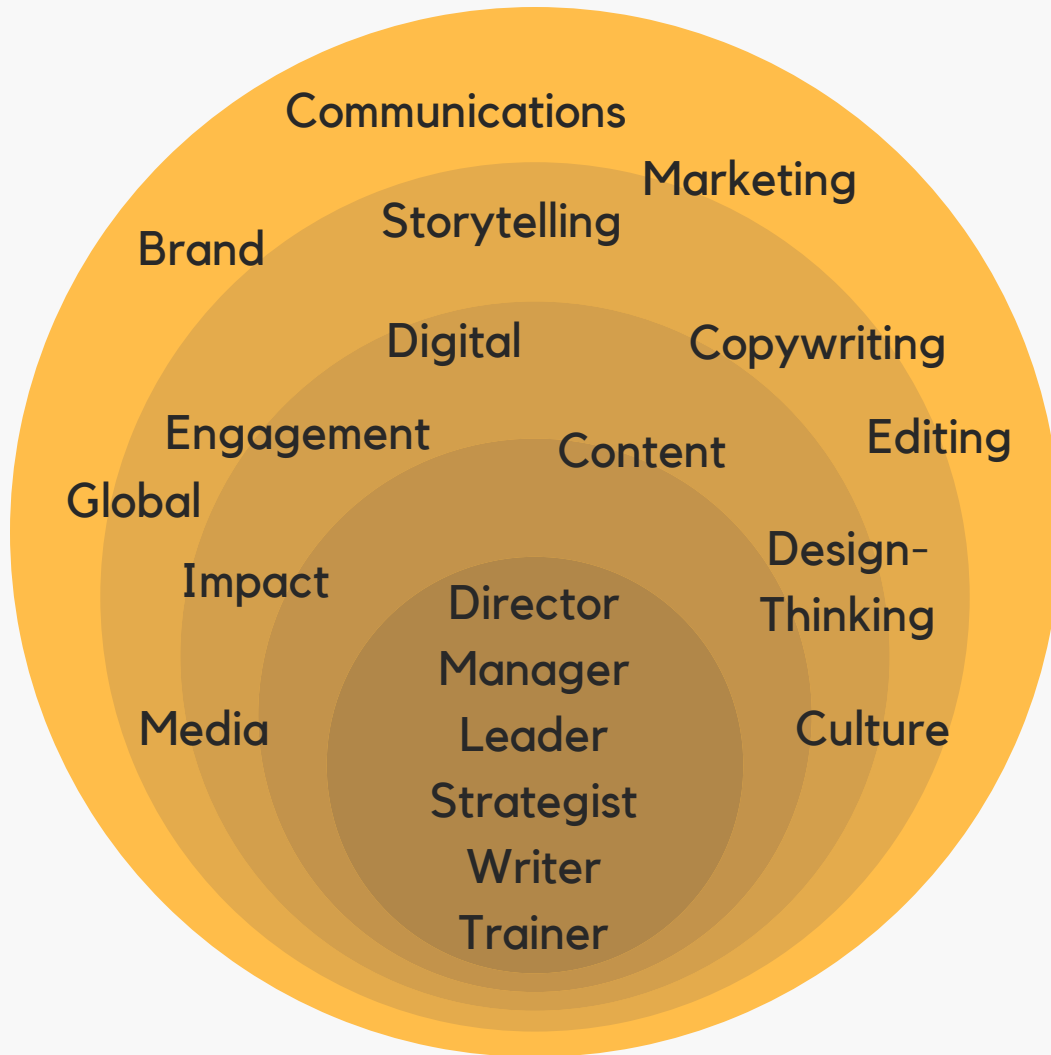 Communications
Marketing
Storytelling
Brand
Digital
Copywriting
Engagement
Editing
Content
Global
Design-
Thinking
Impact
Director
Manager
Leader
Strategist
Writer
Trainer
Media
Culture